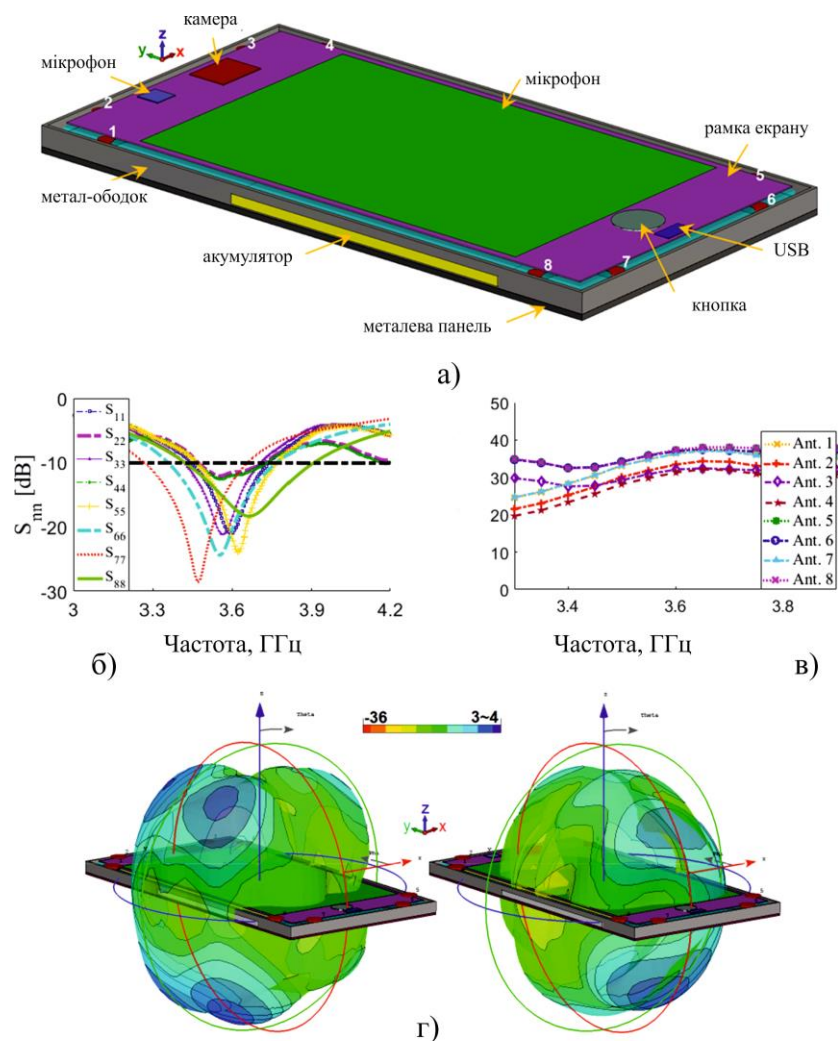 камера
мікрофон
3
4
мікрофон
z
y x
2
1
рамка екрану
5
6
метал-ободок
акумулятор
8
7
USB
кнопка
металева панель
а)
0
-10
-20
-30
S nn [dB]
S11
S22
S33
S44
S55
S66
S77
S88
3 3.3 3.6 3.9 4.2
Частота, ГГц
б)
50
40
30
20
10
0
Ant. 1
Ant. 2
Ant. 3
Ant. 4
Ant. 5
Ant. 6
Ant. 7
Ant. 8
3.4 3.6 3.8
Частота, ГГц
в)
z
Theta
-36 3~4
z
Theta
z
y x
x
x
г)